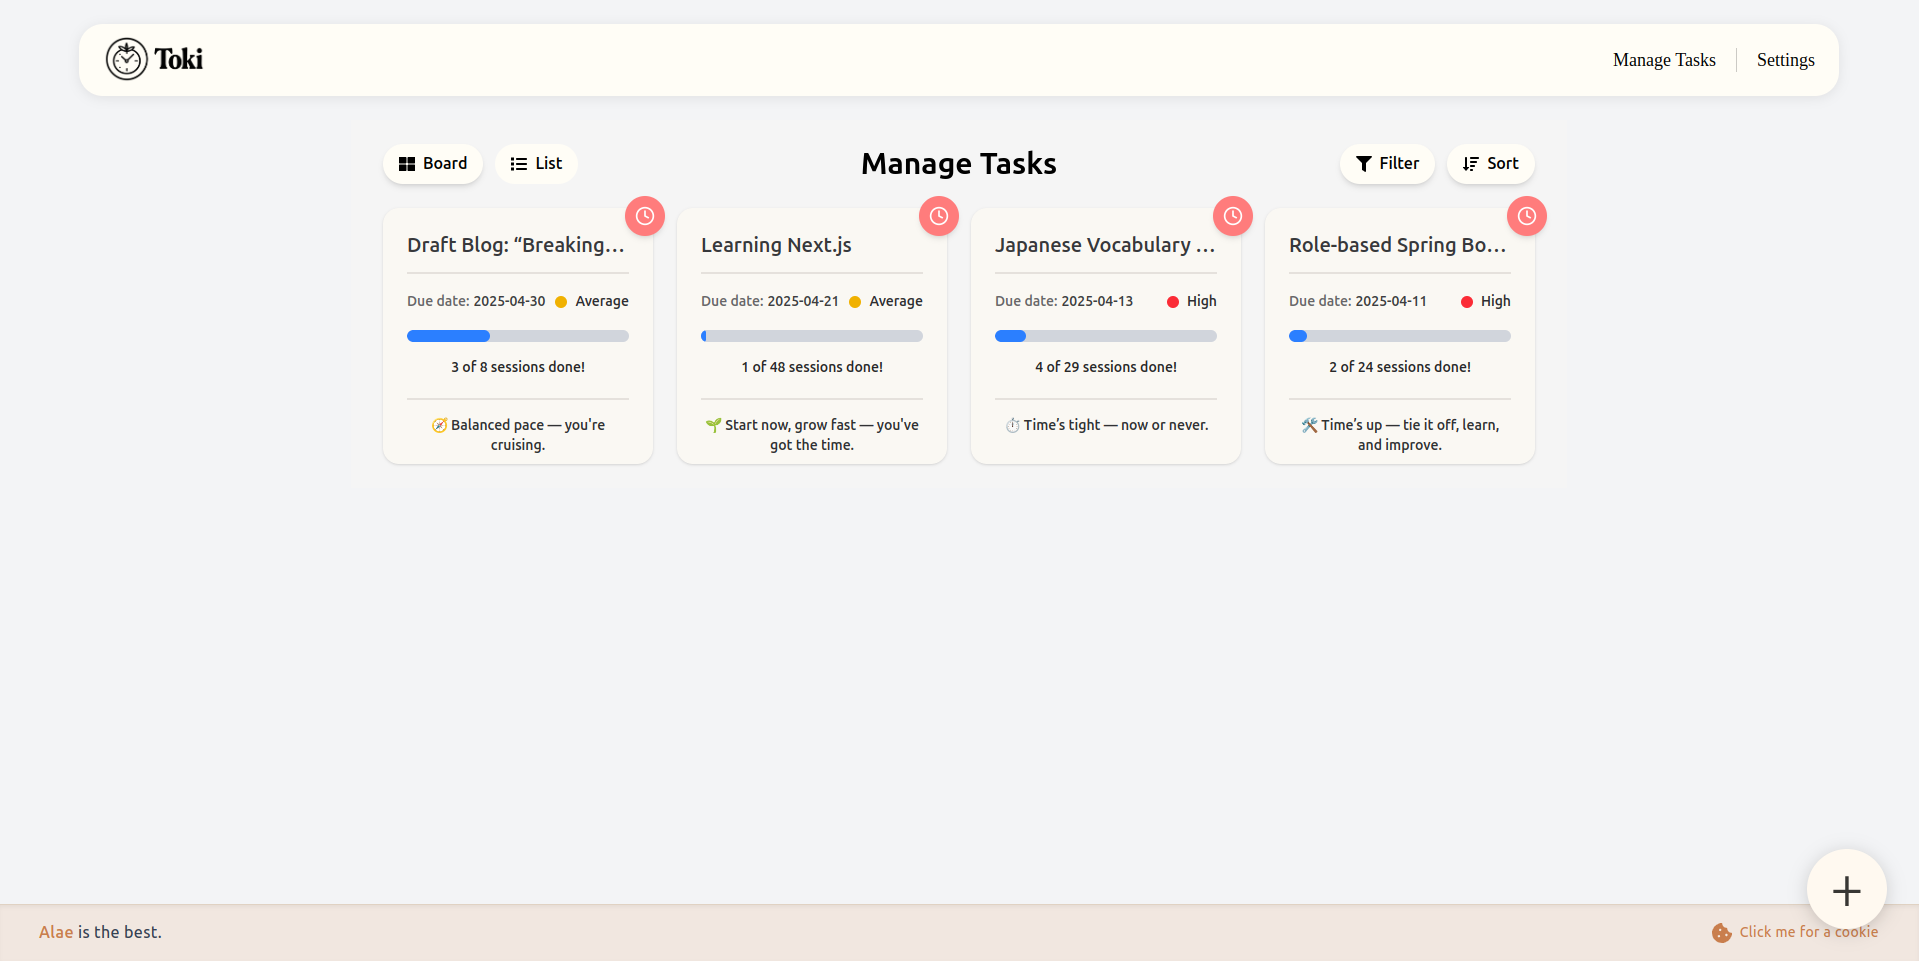 Toki
Manage Tasks
Settings
Board
List
Manage Tasks
Filter
Sort
Draft Blog: “Breaking...
Due date: 2025-04-30
Average
3 of 8 sessions done!
🧭 Balanced pace — you're
cruising.
Learning Next.js
Due date: 2025-04-21
Average
1 of 48 sessions done!
🌱 Start now, grow fast — you've
got the time.
Japanese Vocabulary ...
Due date: 2025-04-13
High
4 of 29 sessions done!
⏱️ Time’s tight — now or never.
Role-based Spring Bo...
Due date: 2025-04-11
High
2 of 24 sessions done!
🛠️ Time’s up — tie it off, learn,
and improve.
Alae is the best.
Click me for a cookie